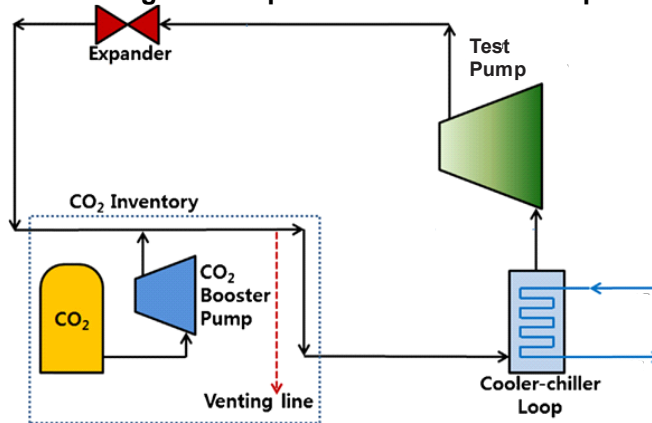 Expander
Test
Pump
CO₂ Inventory
CO₂
Booster
Pump
CO₂
Venting line
Cooler-chiller
Loop